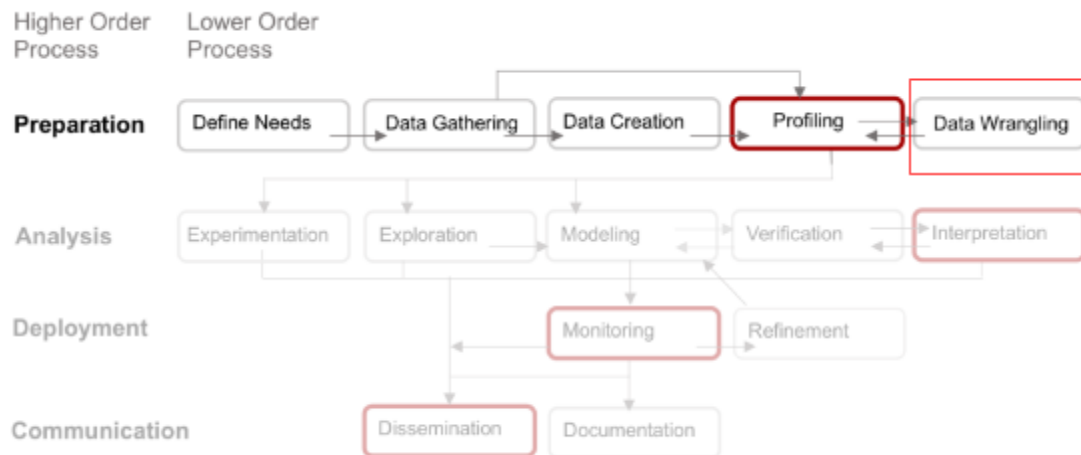 Higher Order Lower Order
Process Process
Preparation Define Needs Data Gathering Data Creation Profiling Data Wrangling
Analysis Experimentation Exploration Modeling Verification Interpretation
Deployment Monitoring Refinement
Communication Dissemination Documentation